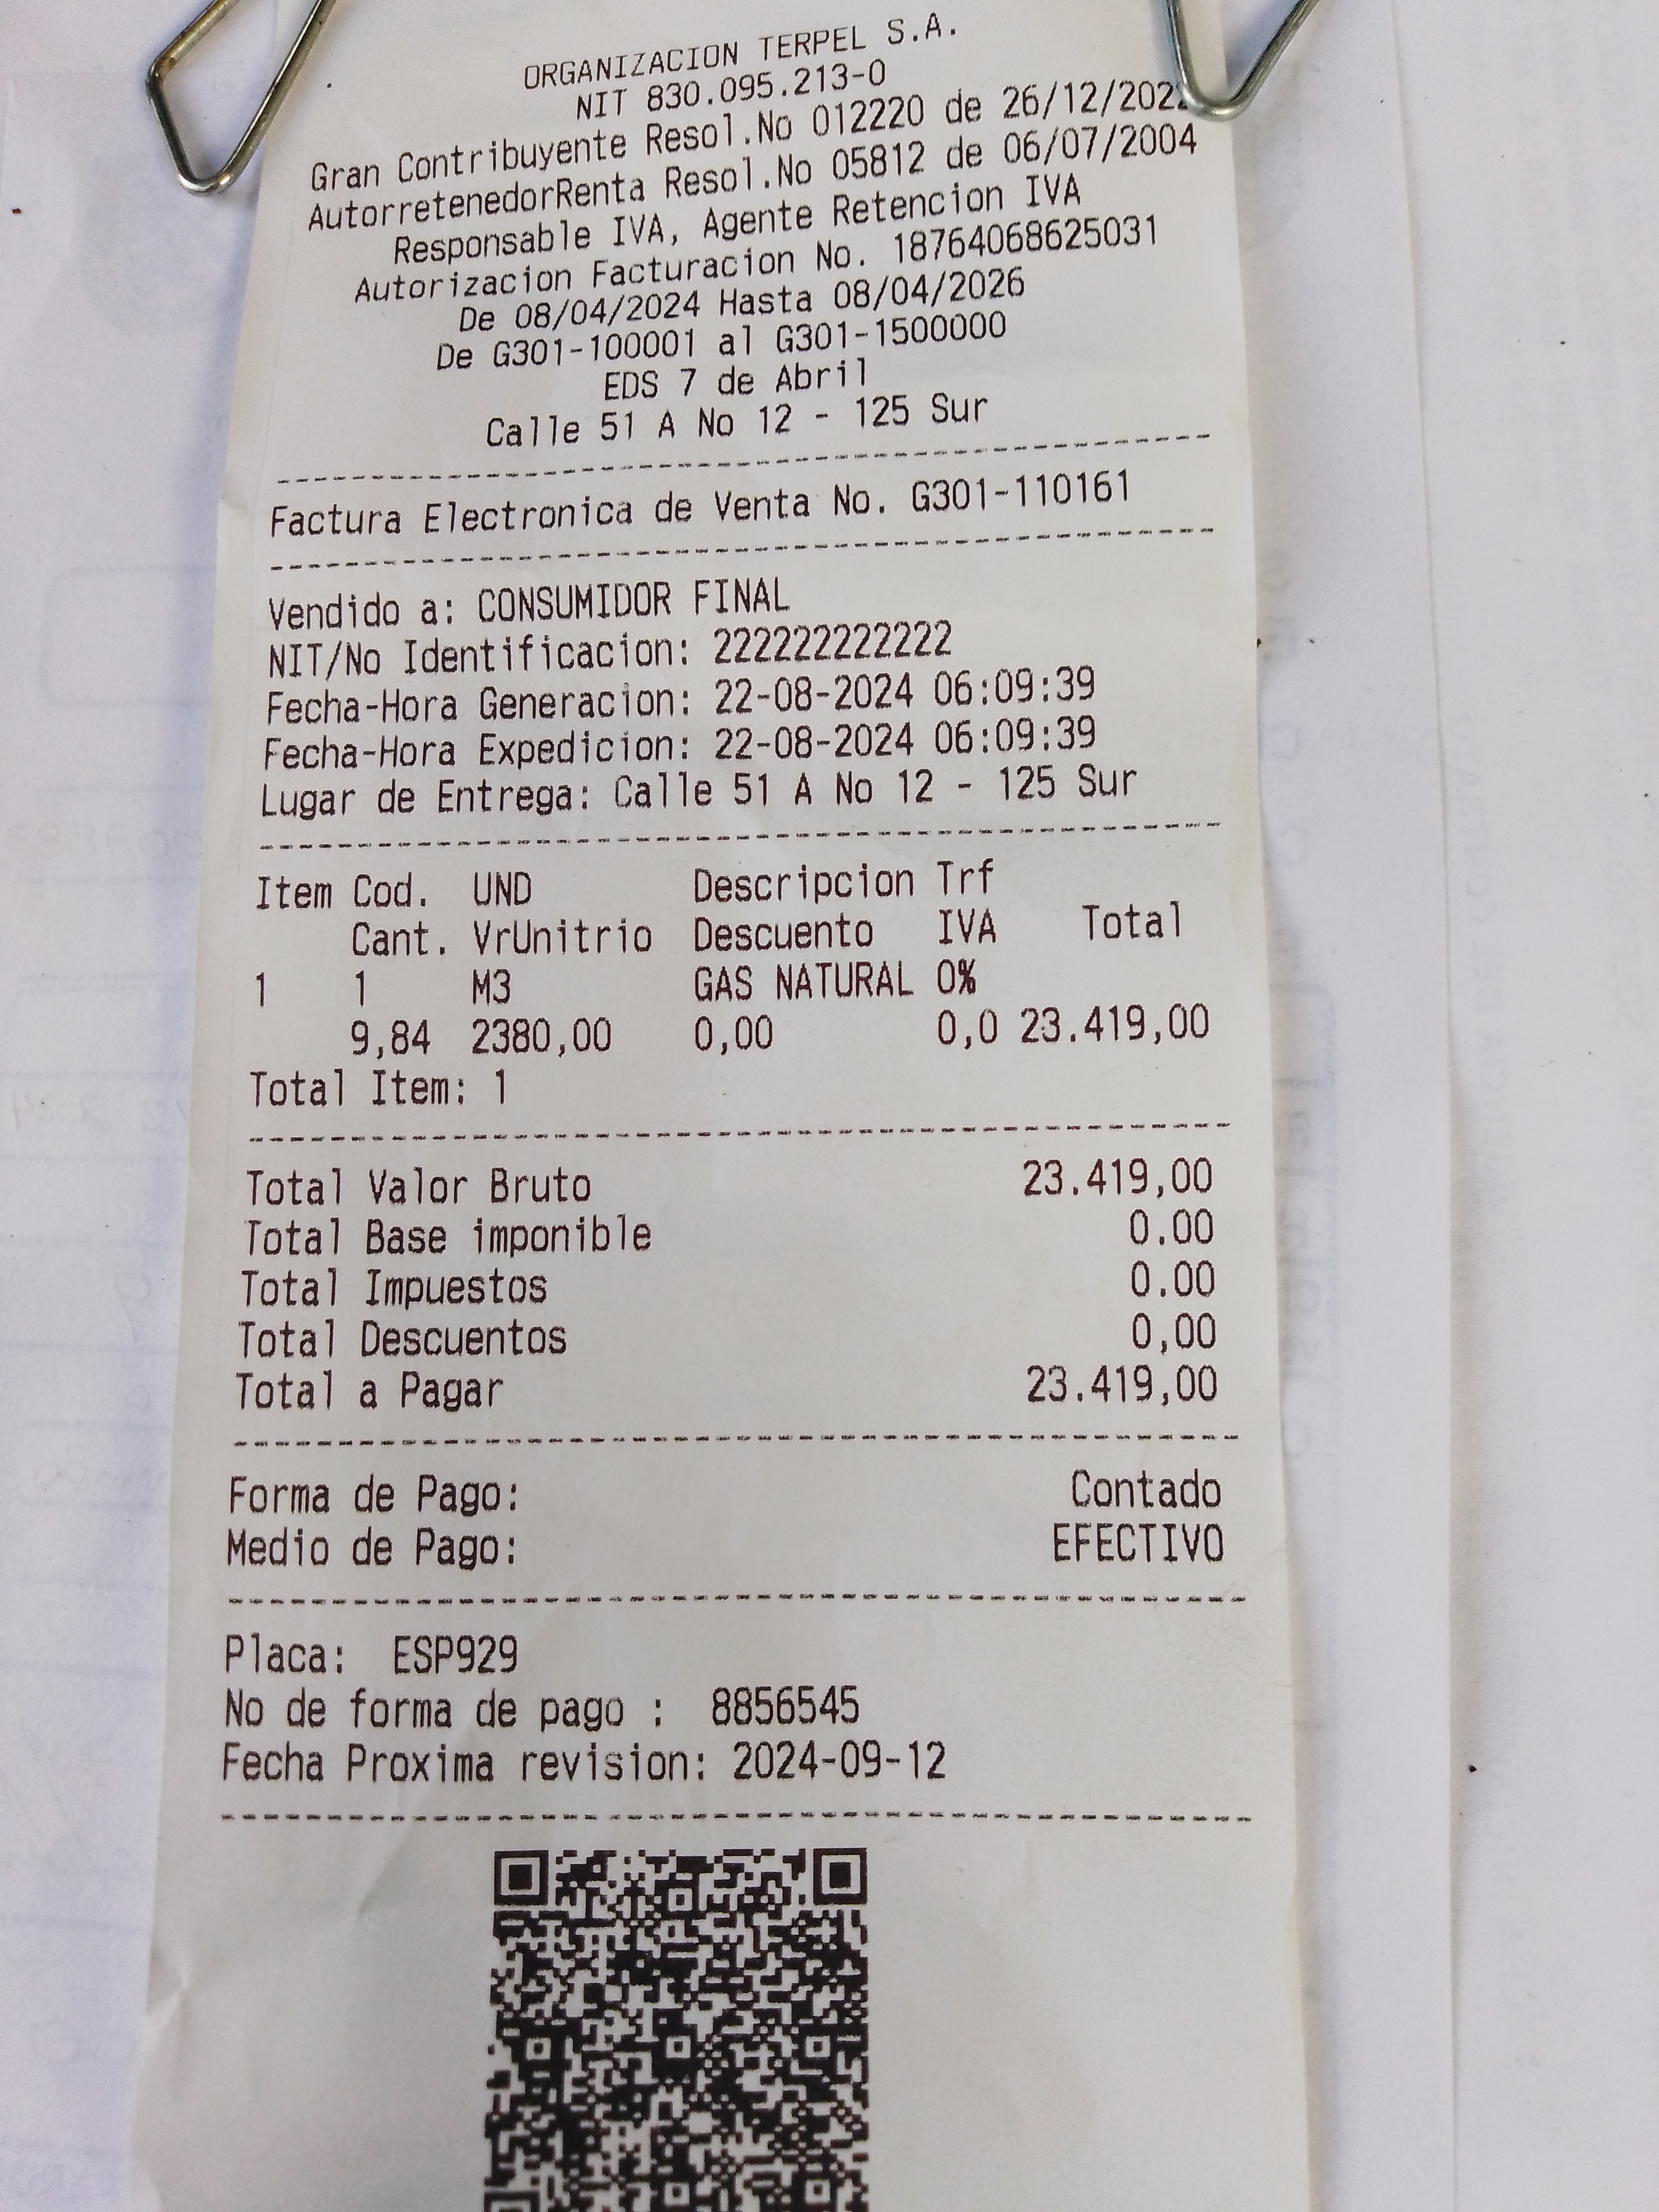 ORGANIZACION TERPEL S.A.
NIT 830.095.213-0
Gran Contribuyente Resol.No 012220 de 26/12/2022
AutorretenedorRenta Resol.No 05812 de 06/07/2004
Responsable IVA, Agente Retencion IVA
Autorizacion Facturacion No. 18764068625031
De 08/04/2024 Hasta 08/04/2026
De G301-100001 al G301-1500000
EDS 7 de Abril
Calle 51 A No 12 - 125 Sur
Factura Electronica de Venta No. G301-110161
Vendido a: CONSUMIDOR FINAL
NIT/No Identificacion: 222222222222
Fecha-Hora Generacion: 22-08-2024 06:09:39
Fecha-Hora Expedicion: 22-08-2024 06:09:39
Lugar de Entrega: Calle 51 A No 12 - 125 Sur
Item Cod. UND Descripcion Trf
Cant. VrUnitrio Descuento IVA Total
1 1 M3 GAS NATURAL 0%
9,84 2380,00 0,00 0,0 23.419,00
Total Item: 1
Total Valor Bruto 23.419,00
Total Base imponible 0.00
Total Impuestos 0.00
Total Descuentos 0,00
Total a Pagar 23.419,00
Forma de Pago: Contado
Medio de Pago: EFECTIVO
Placa: ESP929
No de forma de pago : 8856545
Fecha Proxima revision: 2024-09-12